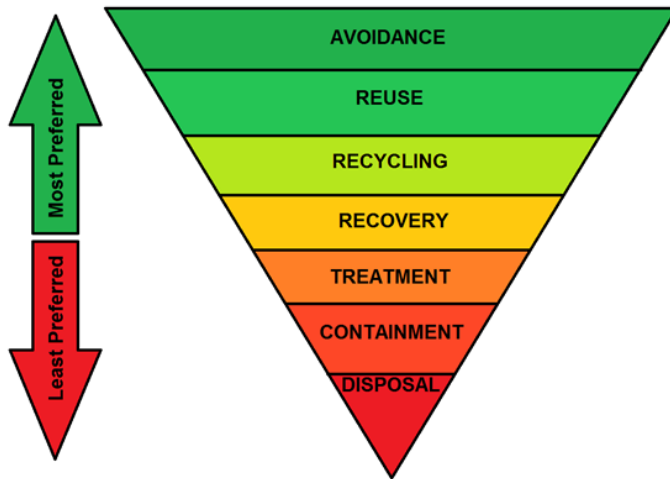 Most Preferred
Least Preferred
AVOIDANCE
REUSE
RECYCLING
RECOVERY
TREATMENT
CONTAINMENT
DISPOSAL